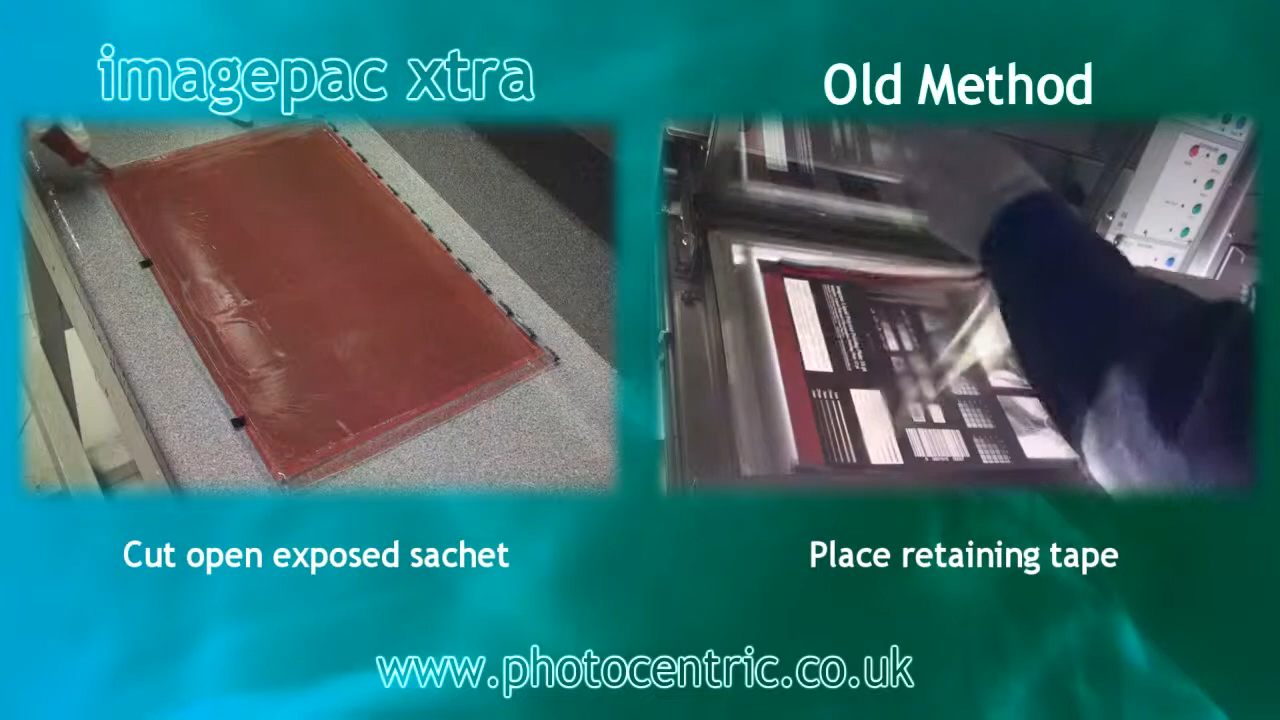 imagepac xtra
Old Method
Cut open exposed sachet
Place retaining tape
www.photocentric.co.uk